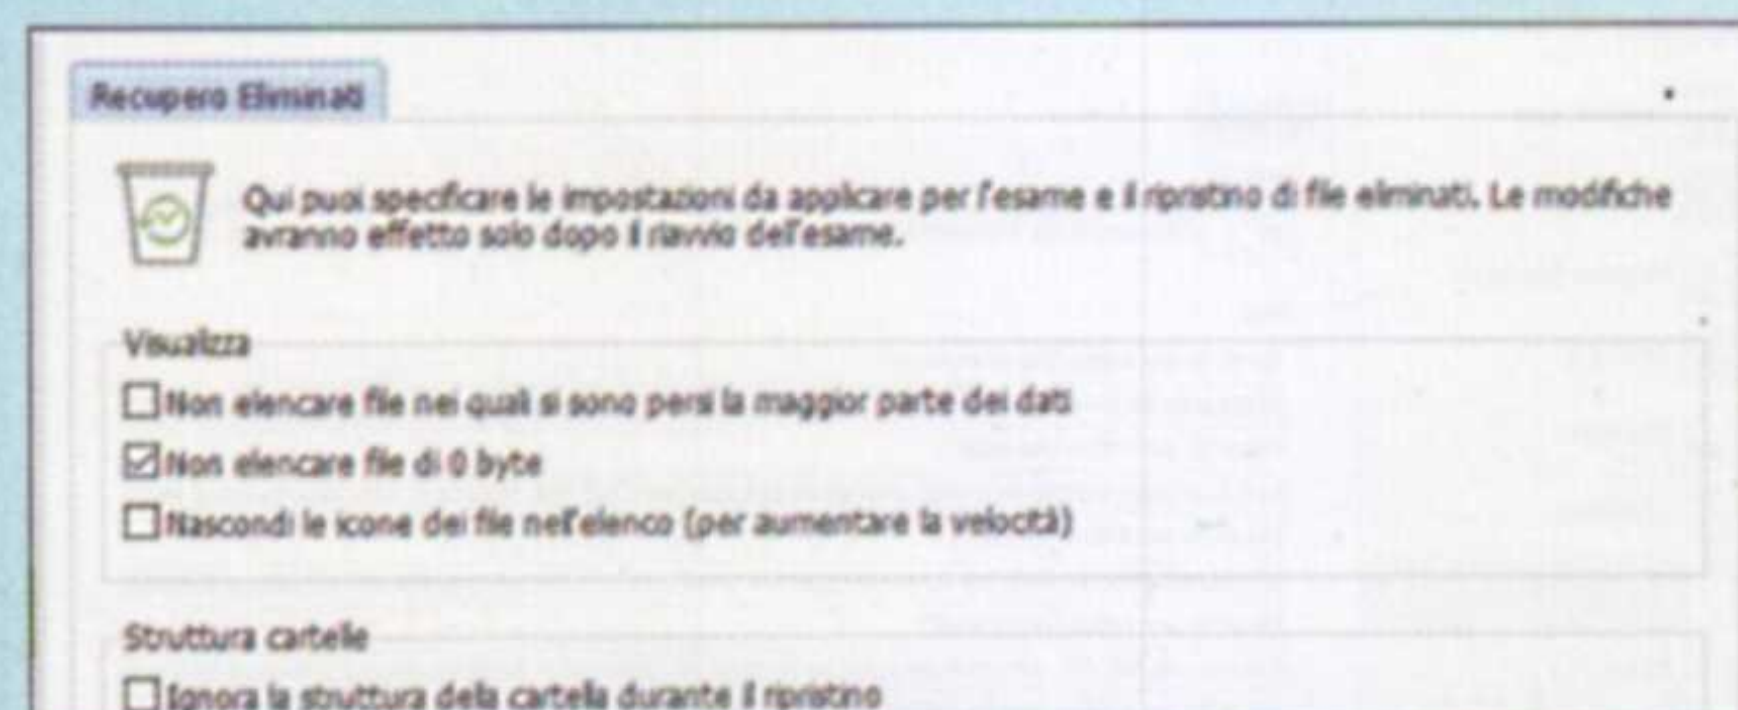 Recupero Eliminati
Qui puoi specificare le impostazioni da applicare per l'esame e il ripristino di file eliminati. Le modifiche
avranno effetto solo dopo il riavvio dell'esame.
Visualizza
Non elencare file nei quali si sono persi la maggior parte dei dati
Non elencare file di 0 byte
Nascondi le icone dei file nell'elenco (per aumentare la velocità)
Struttura cartelle
Ignora la struttura della cartella durante il ripristino